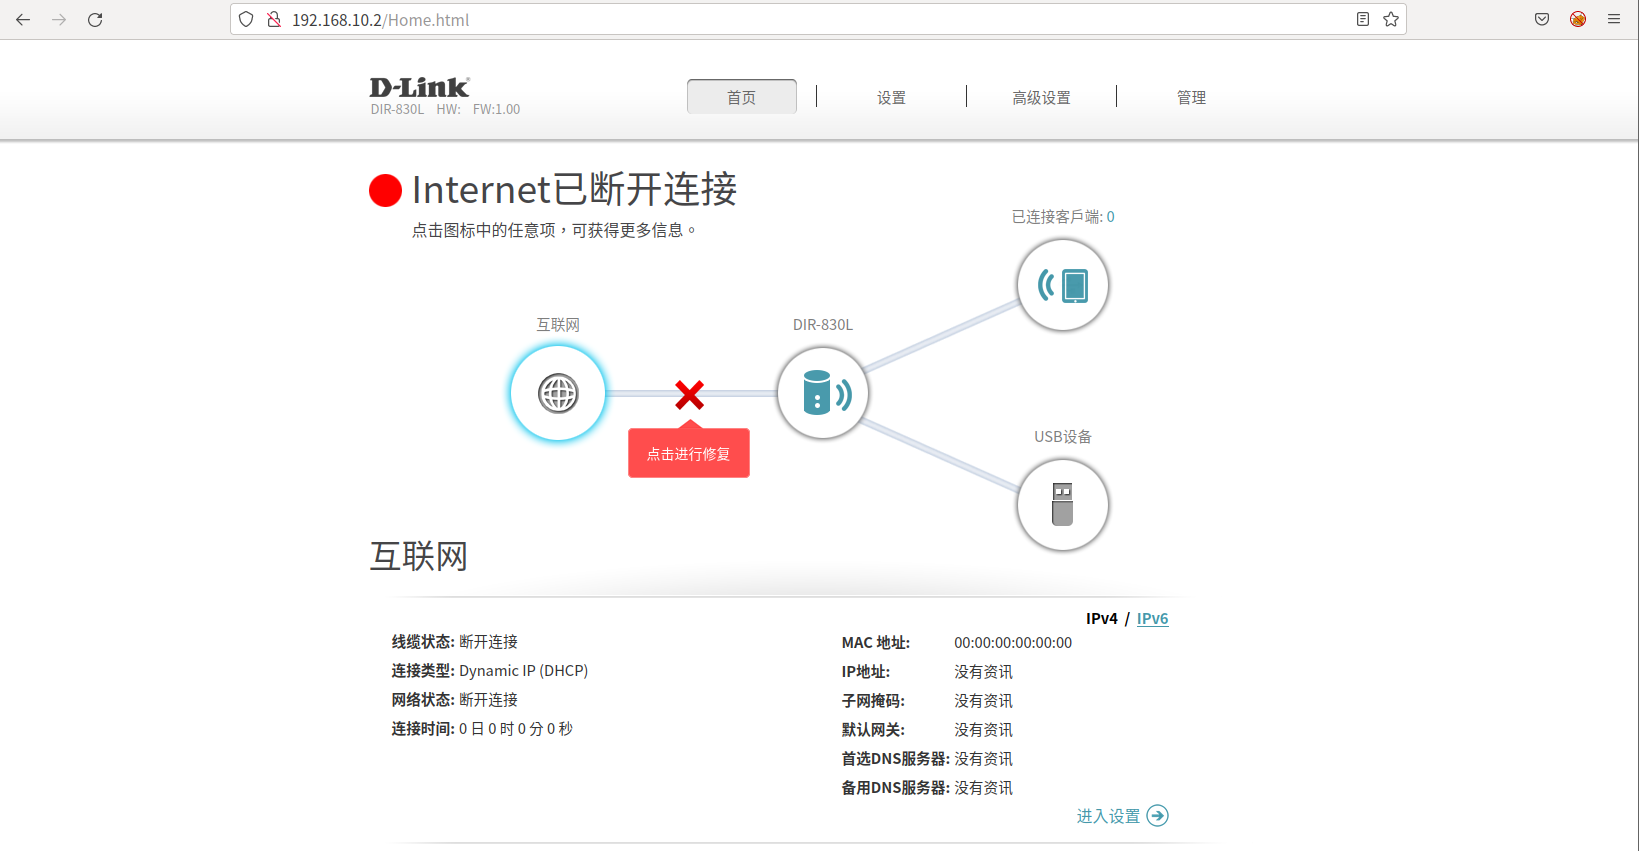 192.168.10.2/Home.html
D-Link
DIR-830L HW: FW:1.00
首页
设置
高级设置
管理
Internet已断开连接
点击图标中的任意项，可获得更多信息。
已连接客戶端: 0
互联网
DIR-830L
点击进行修复
USB设备
互联网
IPv4 / IPv6
线缆状态: 断开连接
连接类型: Dynamic IP (DHCP)
网络状态: 断开连接
连接时间: 0 日 0 时 0 分 0 秒
MAC 地址: 00:00:00:00:00:00
IP地址: 没有资讯
子网掩码: 没有资讯
默认网关: 没有资讯
首选DNS服务器: 没有资讯
备用DNS服务器: 没有资讯
进入设置